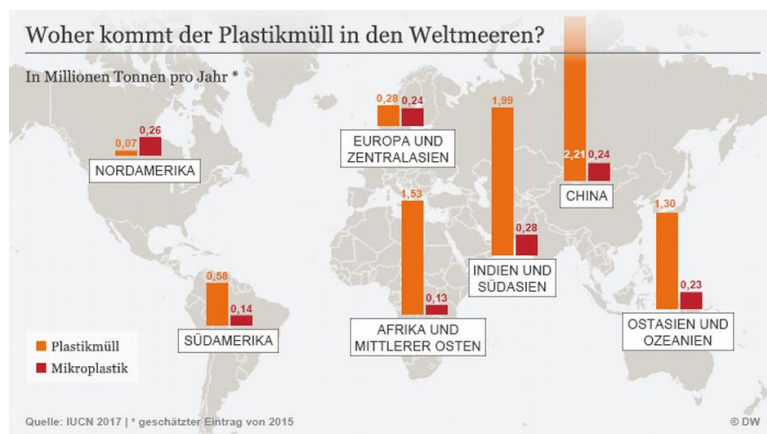 Woher kommt der Plastikmüll in den Weltmeeren?
In Millionen Tonnen pro Jahr *
0,07
0,26
NORDAMERIKA
0,28
0,24
EUROPA UND
ZENTRALASIEN
1,99
0,28
INDIEN UND
SÜDASIEN
2,21
0,24
CHINA
1,53
0,13
AFRIKA UND
MITTLERER OSTEN
1,30
0,23
OSTASIEN UND
OZEANIEN
0,58
0,14
SÜDAMERIKA
Plastikmüll
Mikroplastik
Quelle: IUCN 2017 | * geschätzter Eintrag von 2015
© DW